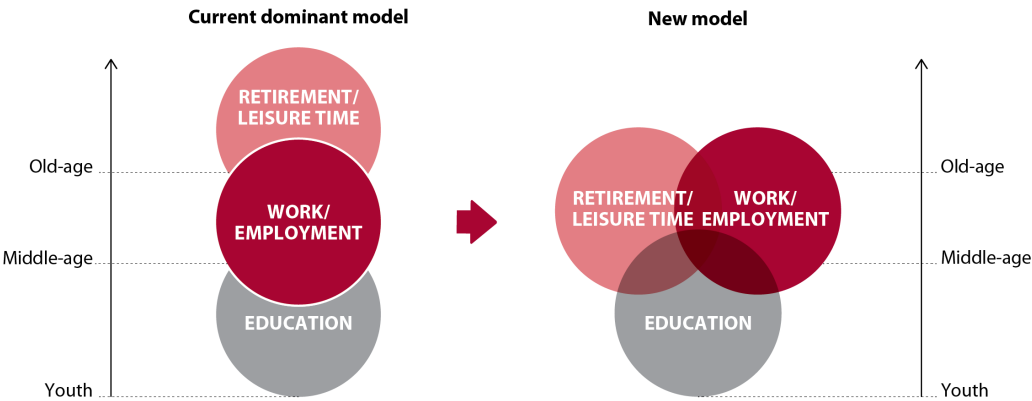 Current dominant model
New model
RETIREMENT/
LEISURE TIME
Old-age
WORK/
EMPLOYMENT
Middle-age
EDUCATION
Youth
RETIREMENT/
LEISURE TIME
WORK/
EMPLOYMENT
EDUCATION
Old-age
Middle-age
Youth